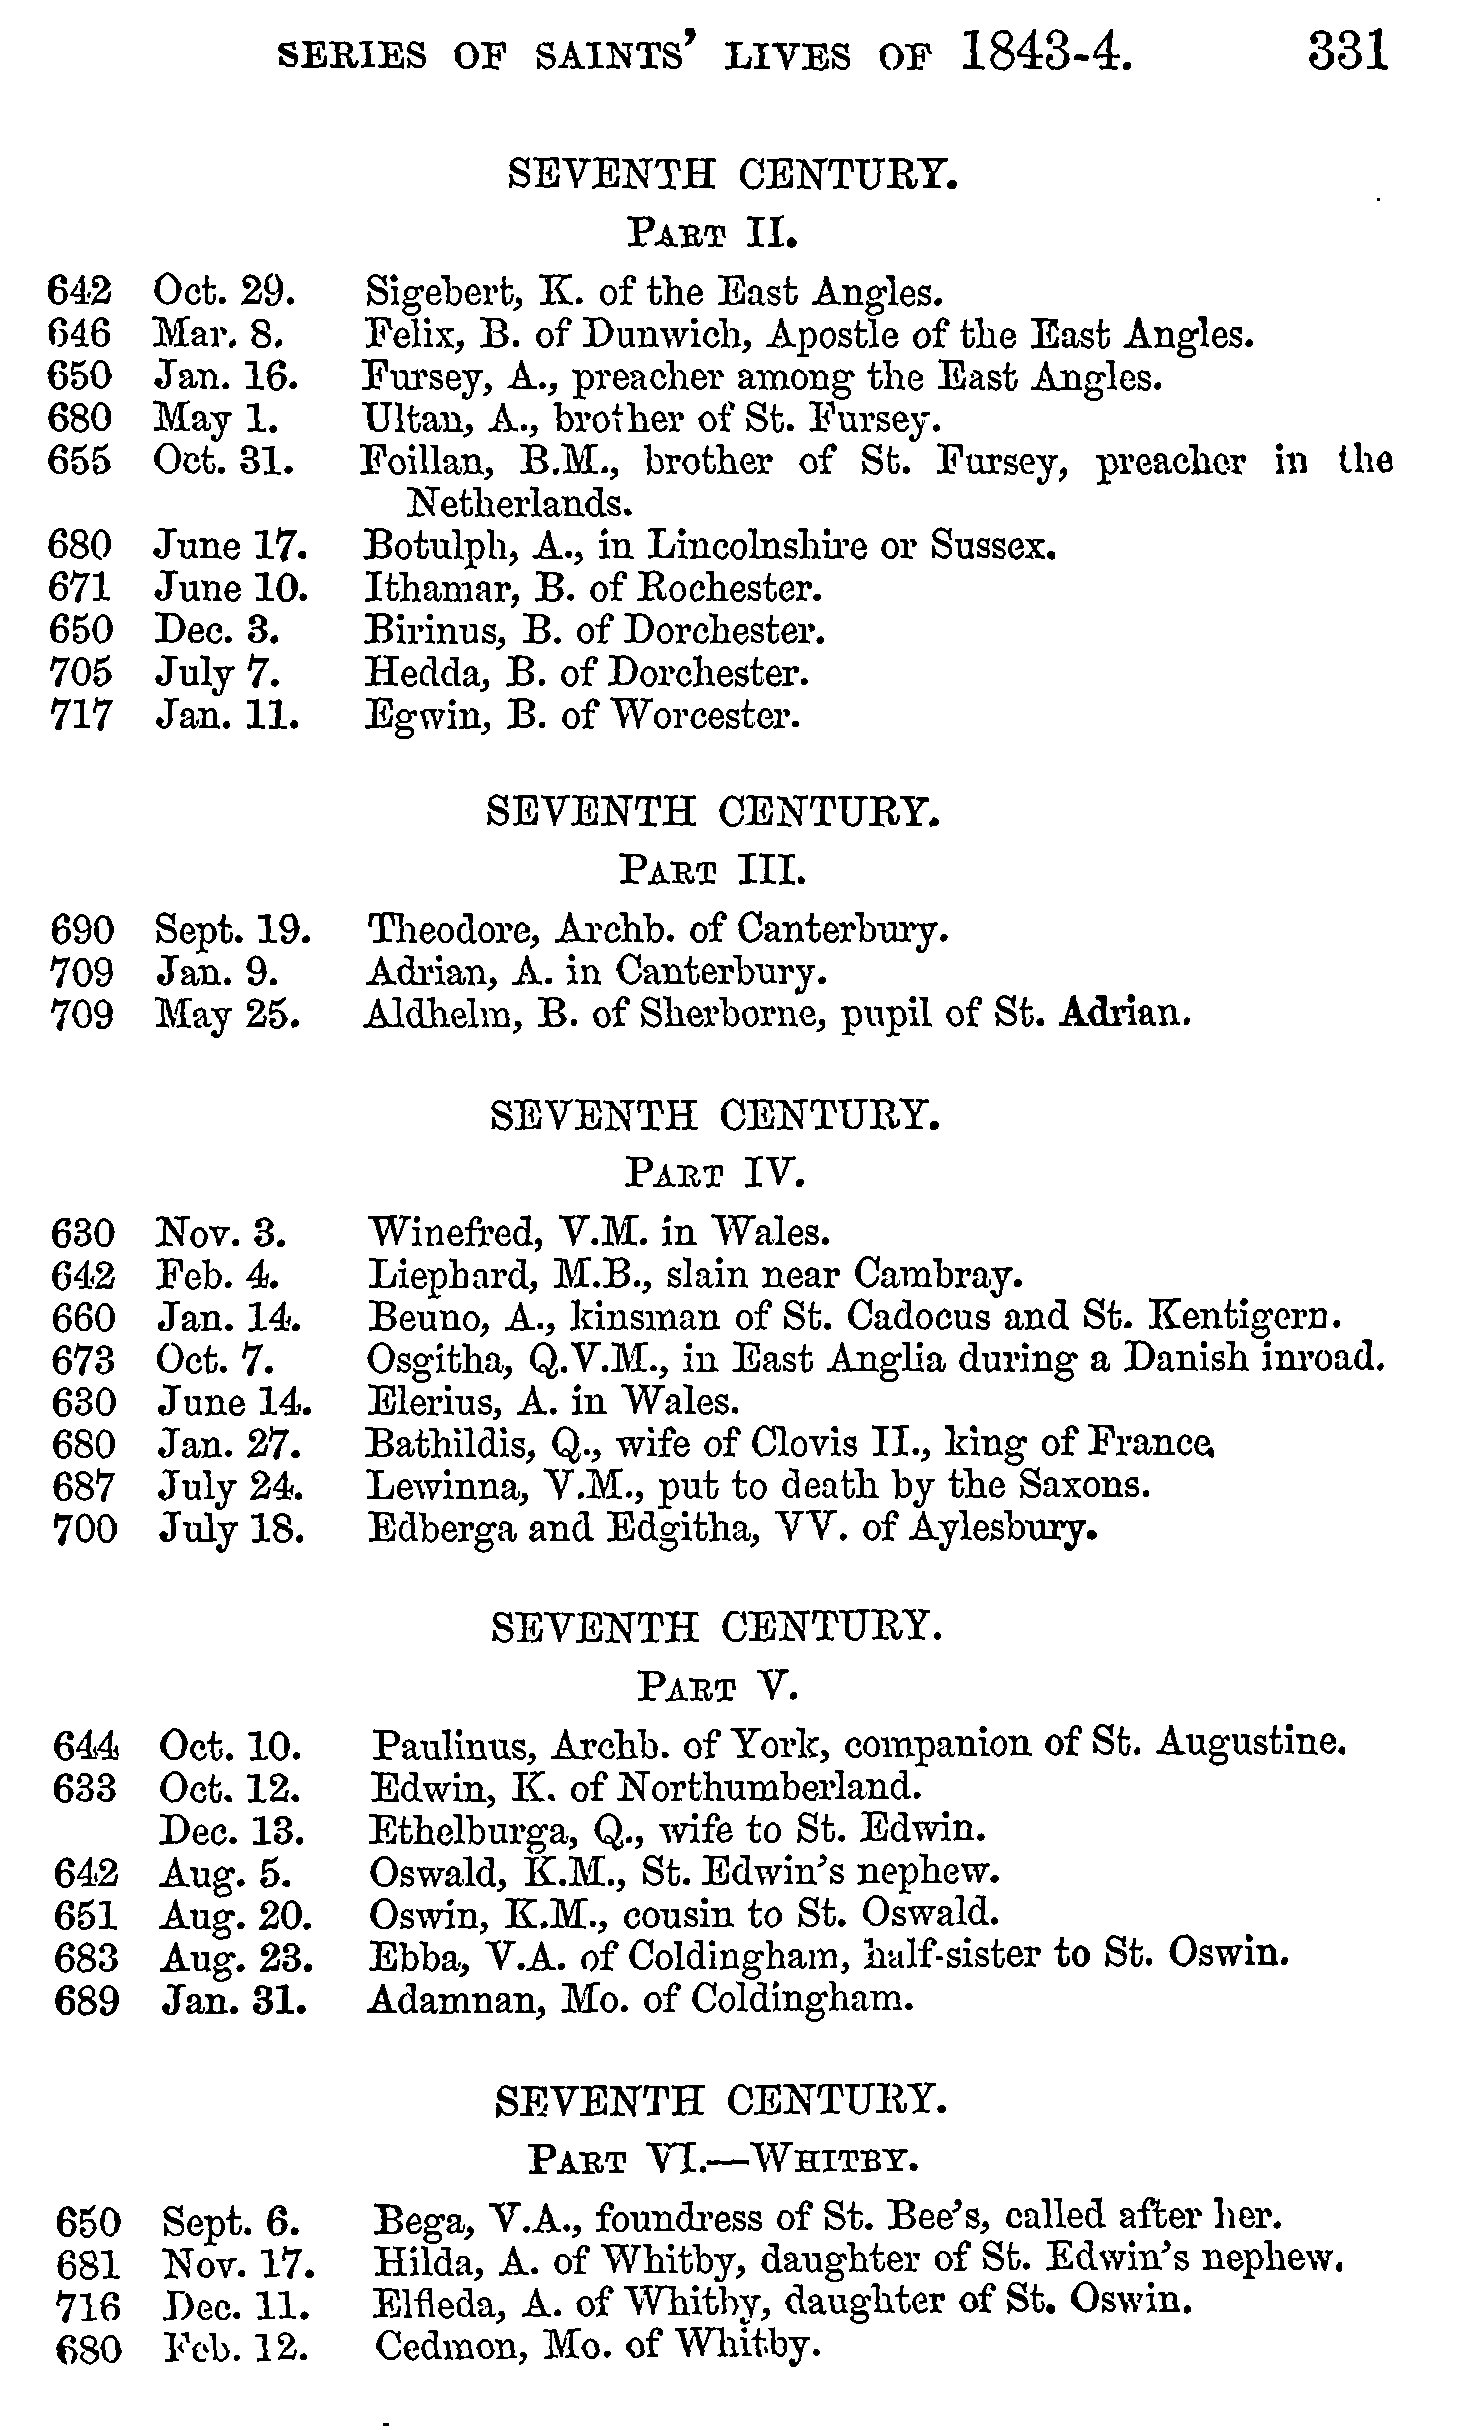 SERIES OF SAINTS' LIVES OF 1843-4. 331
SEVENTH CENTURY.
PART II.
642 Oct. 29. Sigebert, K. of the East Angles.
646 Mar. 8. Felix, B. of Dunwich, Apostle of the East Angles.
650 Jan. 16. Fursey, A., preacher among the East Angles.
680 May 1. Ultan, A., brother of St. Fursey.
655 Oct. 31. Foillan, B.M., brother of St. Fursey, preacher in the
Netherlands.
680 June 17. Botulph, A., in Lincolnshire or Sussex.
671 June 10. Ithamar, B. of Rochester.
650 Dec. 3. Birinus, B. of Dorchester.
705 July 7. Hedda, B. of Dorchester.
717 Jan. 11. Egwin, B. of Worcester.
SEVENTH CENTURY.
PART III.
690 Sept. 19. Theodore, Archb. of Canterbury.
709 Jan. 9. Adrian, A. in Canterbury.
709 May 25. Aldhelm, B. of Sherborne, pupil of St. Adrian.
SEVENTH CENTURY.
PART IV.
630 Nov. 3. Winefred, V.M. in Wales.
642 Feb. 4. Liephard, M.B., slain near Cambray.
660 Jan. 14. Beuno, A., kinsman of St. Cadocus and St. Kentigern.
673 Oct. 7. Osgitha, Q.V.M., in East Anglia during a Danish inroad.
630 June 14. Elerius, A. in Wales.
680 Jan. 27. Bathildis, Q., wife of Clovis II., king of France.
687 July 24. Lewinna, V.M., put to death by the Saxons.
700 July 18. Edberga and Edgitha, VV. of Aylesbury.
SEVENTH CENTURY.
PART V.
644 Oct. 10. Paulinus, Archb. of York, companion of St. Augustine.
633 Oct. 12. Edwin, K. of Northumberland.
Dec. 13. Ethelburga, Q., wife to St. Edwin.
642 Aug. 5. Oswald, K.M., St. Edwin's nephew.
651 Aug. 20. Oswin, K.M., cousin to St. Oswald.
683 Aug. 23. Ebba, V.A. of Coldingham, half-sister to St. Oswin.
689 Jan. 31. Adamnan, Mo. of Coldingham.
SEVENTH CENTURY.
PART VI.—WHITBY.
650 Sept. 6. Bega, V.A., foundress of St. Bee's, called after her.
681 Nov. 17. Hilda, A. of Whitby, daughter of St. Edwin's nephew.
716 Dec. 11. Elfleda, A. of Whitby, daughter of St. Oswin.
680 Feb. 12. Cedmon, Mo. of Whitby.